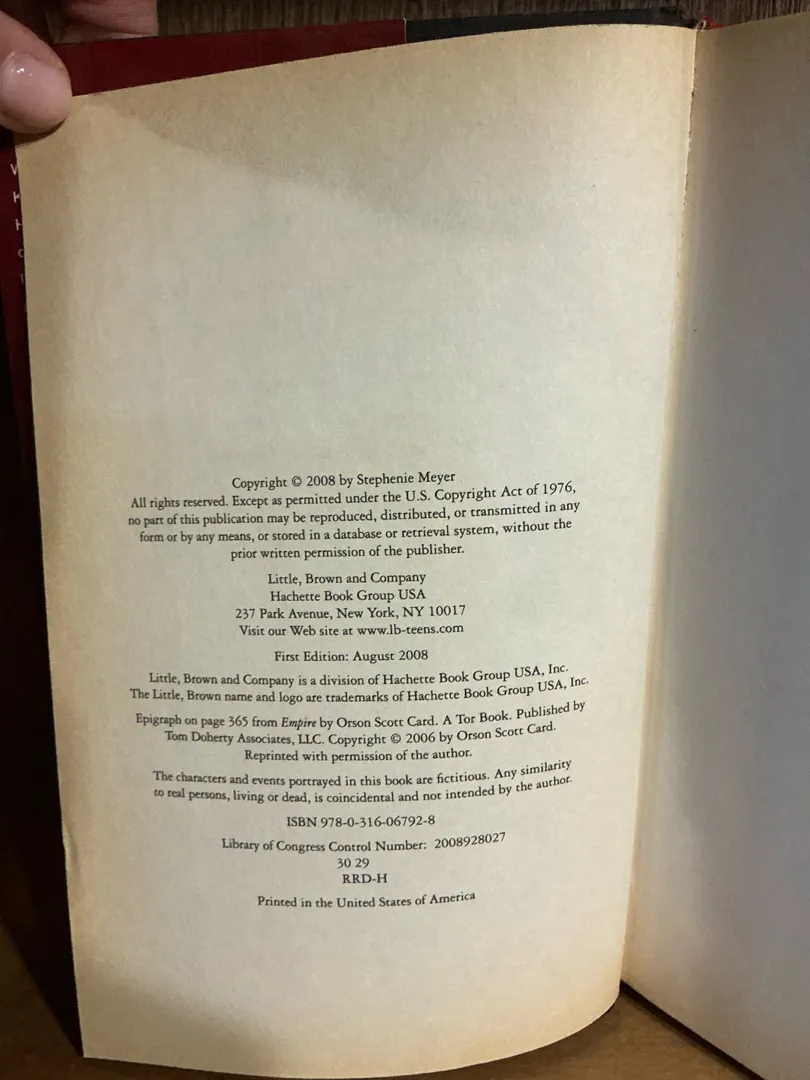 Copyright © 2008 by Stephenie Meyer
All rights reserved. Except as permitted under the U.S. Copyright Act of 1976,
no part of this publication may be reproduced, distributed, or transmitted in any
form or by any means, or stored in a database or retrieval system, without the
prior written permission of the publisher.
Little, Brown and Company
Hachette Book Group USA
237 Park Avenue, New York, NY 10017
Visit our Web site at www.lb-teens.com
First Edition: August 2008
Little, Brown and Company is a division of Hachette Book Group USA, Inc.
The Little, Brown name and logo are trademarks of Hachette Book Group USA, Inc.
Epigraph on page 365 from Empire by Orson Scott Card. A Tor Book. Published by
Tom Doherty Associates, LLC. Copyright © 2006 by Orson Scott Card.
Reprinted with permission of the author.
The characters and events portrayed in this book are fictitious. Any similarity
to real persons, living or dead, is coincidental and not intended by the author.
ISBN 978-0-316-06792-8
Library of Congress Control Number: 2008928027
30 29
RRD-H
Printed in the United States of America